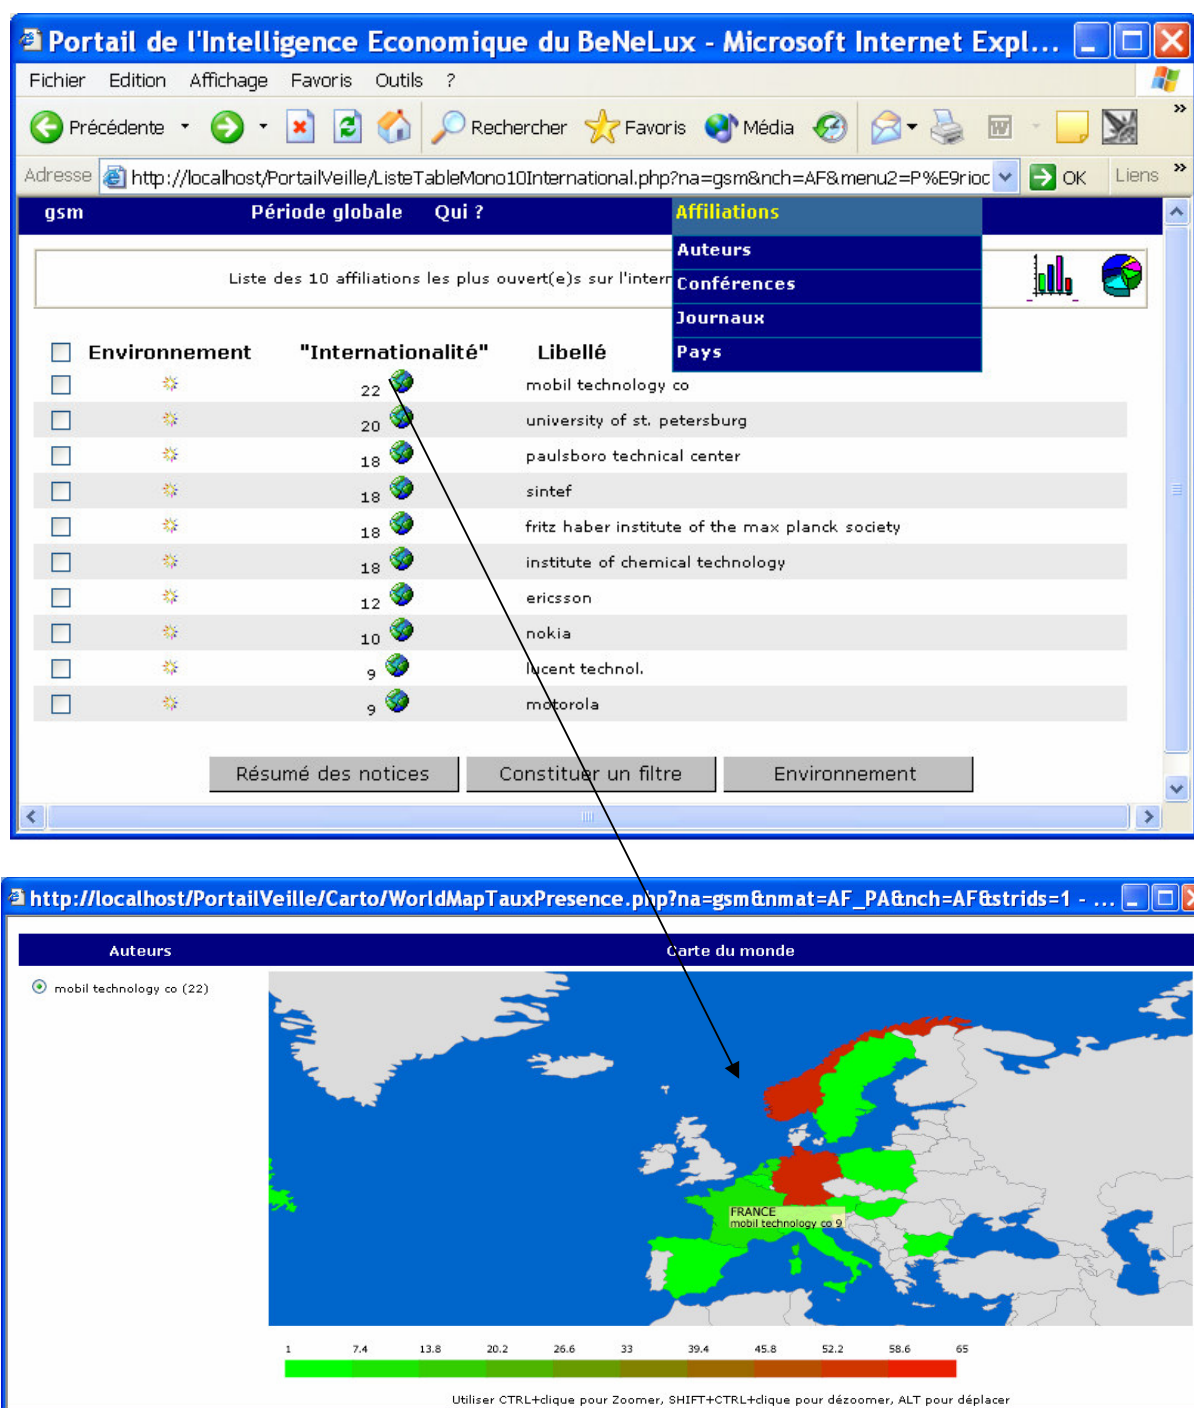 Portail de l'Intelligence Economique du BeNeLux - Microsoft Internet Expl...
Fichier Edition Affichage Favoris Outils ?
Précédente Rechercher Favoris Média »
Adresse http://localhost/PortailVeille/ListeTableMono10International.php?na=gsm&nch=AF&menu2=P%E9rioc OK Liens »
gsm Période globale Qui ? Affiliations
Auteurs
Liste des 10 affiliations les plus ouvert(e)s sur l'intern Conférences
Journaux
Environnement "Internationalité" Libellé Pays
22 mobil technology co
20 university of st. petersburg
18 paulsboro technical center
18 sintef
18 fritz haber institute of the max planck society
18 institute of chemical technology
12 ericsson
10 nokia
9 lucent technol.
9 motorola
Résumé des notices Constituer un filtre Environnement
http://localhost/PortailVeille/Carto/WorldMapTauxPresence.php?na=gsm&nmat=AF_PA&nch=AF&strids=1 - ...
Auteurs Carte du monde
mobil technology co (22)
FRANCE
mobil technology co 9
1 7.4 13.8 20.2 26.6 33 39.4 45.8 52.2 58.6 65
Utiliser CTRL+clique pour Zoomer, SHIFT+CTRL+clique pour dézoomer, ALT pour déplacer